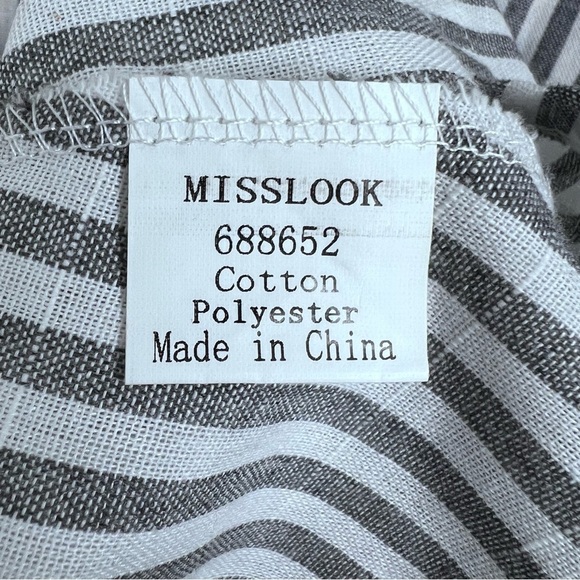 MISSLOOK
688652
Cotton
Polyester
Made in China